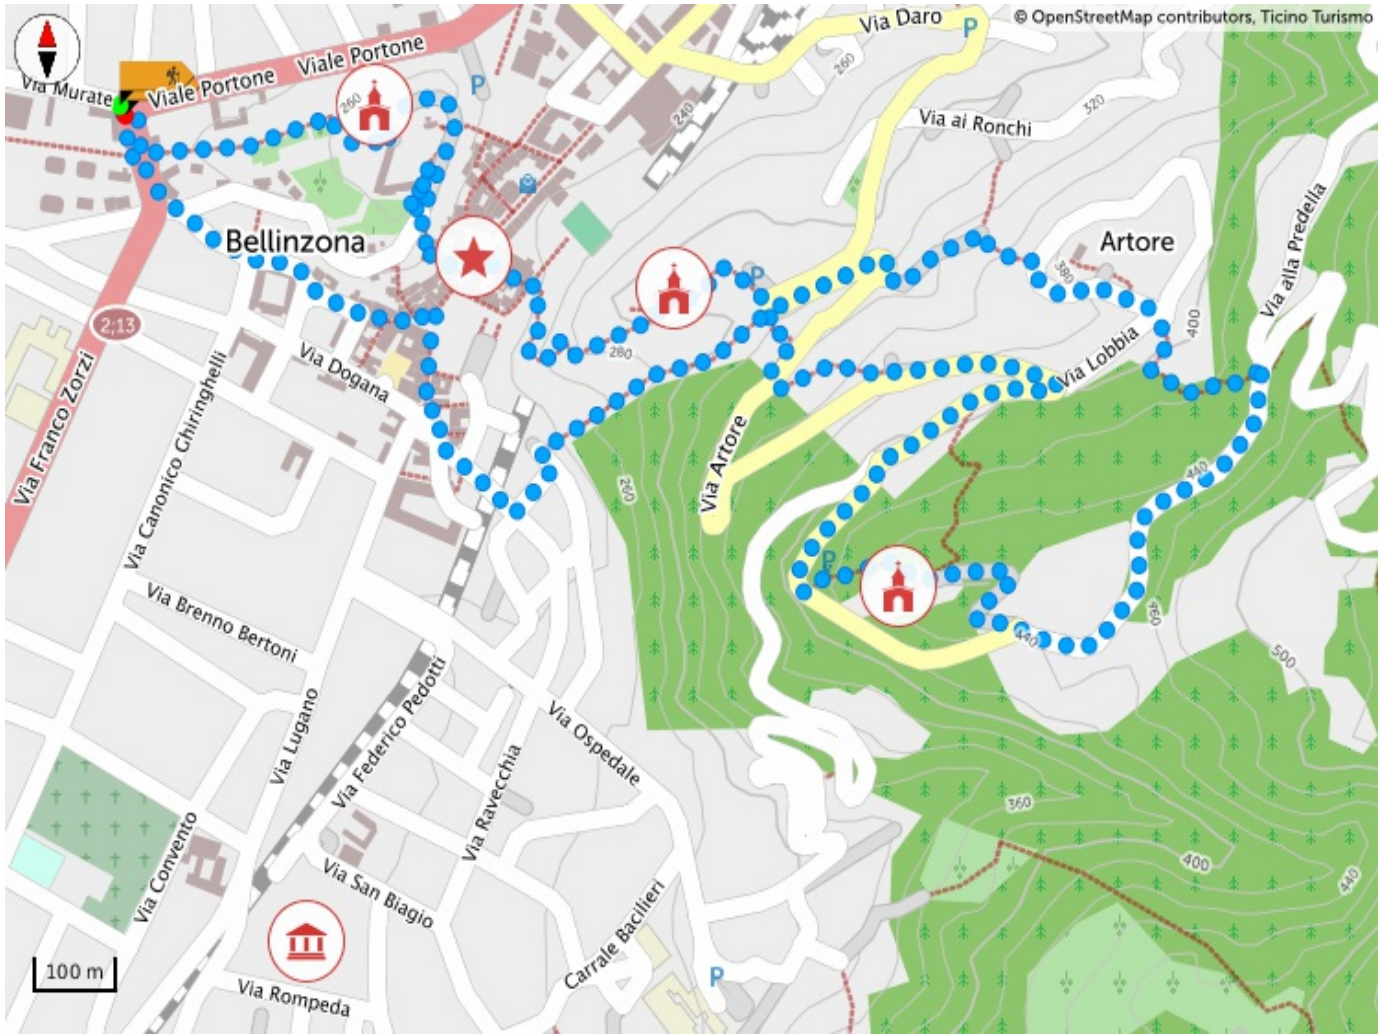 © OpenStreetMap contributors, Ticino Turismo
Via Daro
P
Viale Portone
Via Murate
Viale Portone
P
260
260
240
320
Via ai Ronchi
Via alla Predella
Bellinzona
Artore
P
380
400
2;13
280
Via Lobbia
Via Dogana
Via Franco Zorzi
Via Canonico Ghiringhelli
Via Artore
260
440
P
460
440
500
Via Brenno Bertoni
Via Federico Pedotti
Via Lugano
Via Ospedale
Via Ravecchia
360
400
440
Via Convento
Via San Biagio
Carrale Bacilieri
P
100 m
Via Rompeda